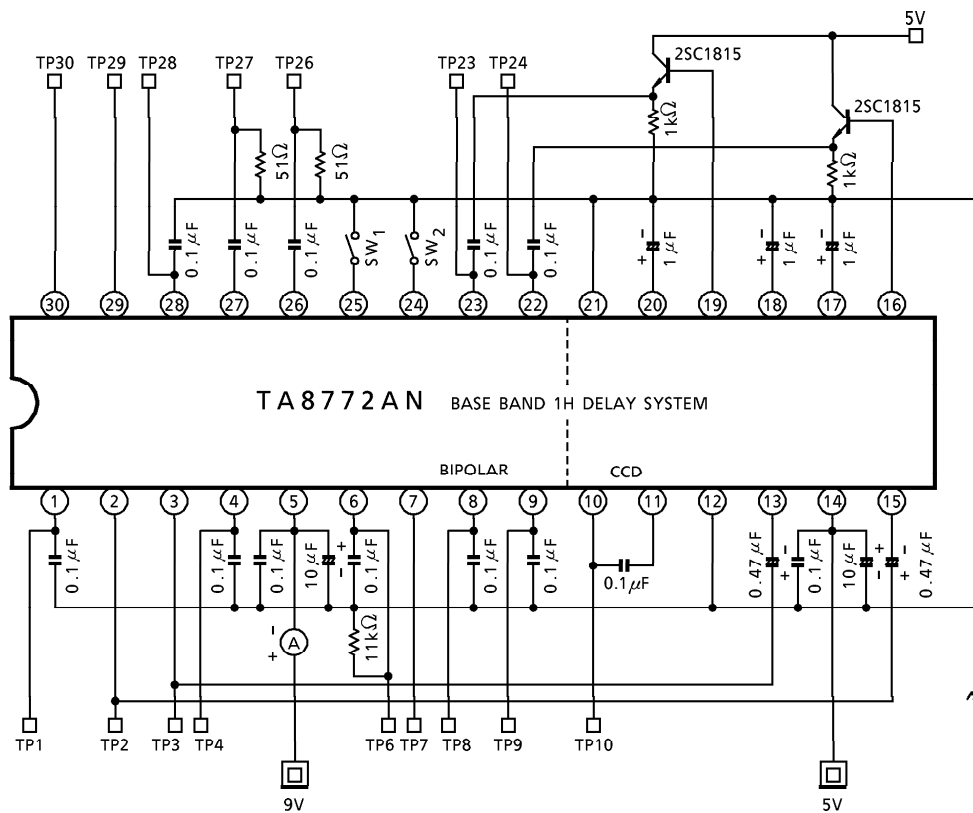 5V
TP30 TP29 TP28 TP27 TP26 TP23 TP24 2SC1815
2SC1815
51Ω 51Ω 1kΩ 1kΩ
0.1μF 0.1μF 0.1μF SW1 SW2 0.1μF 0.1μF - + 1μF - + 1μF - + 1μF
30 29 28 27 26 25 24 23 22 21 20 19 18 17 16
TA8772AN BASE BAND 1H DELAY SYSTEM
BIPOLAR CCD
1 2 3 4 5 6 7 8 9 10 11 12 13 14 15
0.1μF 0.1μF 0.1μF 10μF + - 0.1μF 0.1μF 0.1μF 0.1μF 0.47μF - + 0.1μF 10μF + - - + 0.47μF
- + A 11kΩ
TP1 TP2 TP3 TP4 TP6 TP7 TP8 TP9 TP10
9V 5V